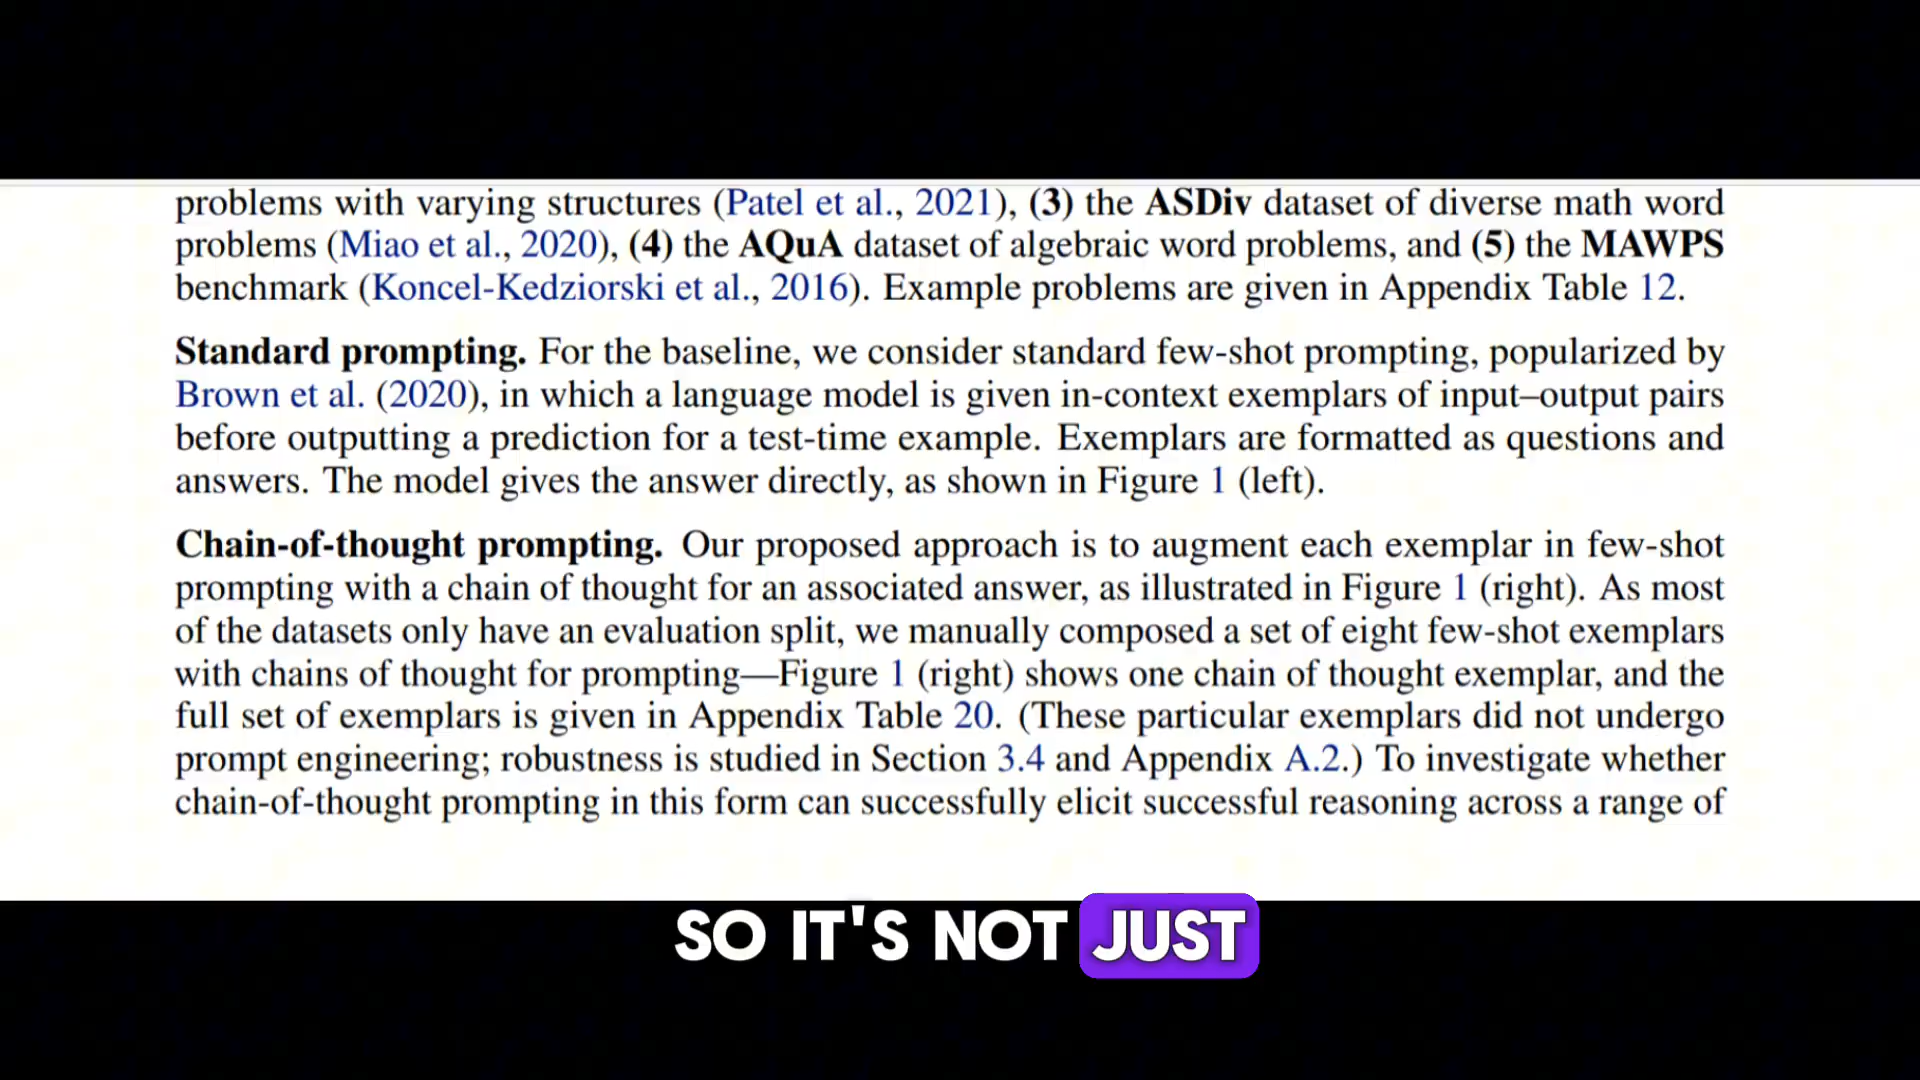 problems with varying structures (Patel et al., 2021), (3) the ASDiv dataset of diverse math word
problems (Miao et al., 2020), (4) the AQuA dataset of algebraic word problems, and (5) the MAWPS
benchmark (Koncel-Kedziorski et al., 2016). Example problems are given in Appendix Table 12.
Standard prompting. For the baseline, we consider standard few-shot prompting, popularized by
Brown et al. (2020), in which a language model is given in-context exemplars of input–output pairs
before outputting a prediction for a test-time example. Exemplars are formatted as questions and
answers. The model gives the answer directly, as shown in Figure 1 (left).
Chain-of-thought prompting. Our proposed approach is to augment each exemplar in few-shot
prompting with a chain of thought for an associated answer, as illustrated in Figure 1 (right). As most
of the datasets only have an evaluation split, we manually composed a set of eight few-shot exemplars
with chains of thought for prompting—Figure 1 (right) shows one chain of thought exemplar, and the
full set of exemplars is given in Appendix Table 20. (These particular exemplars did not undergo
prompt engineering; robustness is studied in Section 3.4 and Appendix A.2.) To investigate whether
chain-of-thought prompting in this form can successfully elicit successful reasoning across a range of
SO IT'S NOT JUST